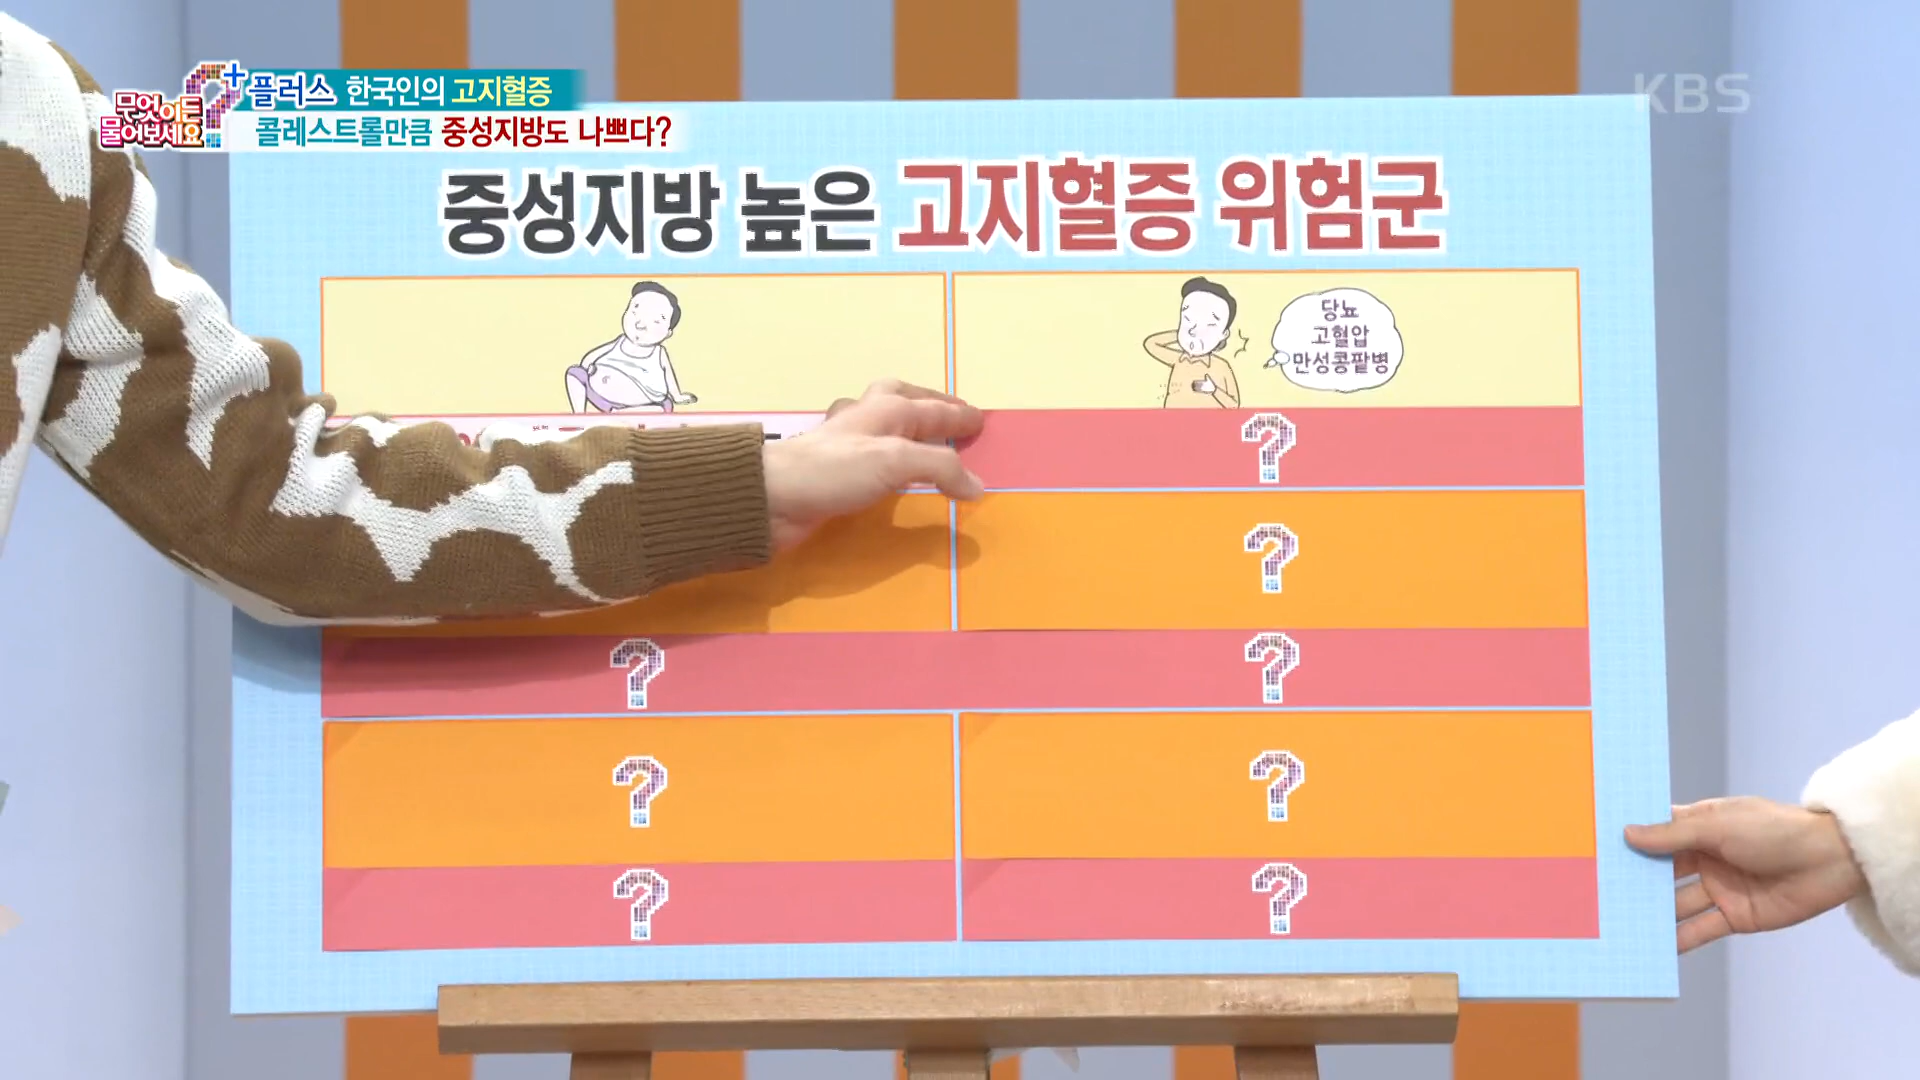 무엇이든
물어보세요
플러스 한국인의 고지혈증
콜레스트롤만큼 중성지방도 나쁘다?
KBS
중성지방 높은 고지혈증 위험군
당뇨
고혈압
만성콩팥병
?
?
? ?
? ?
? ?